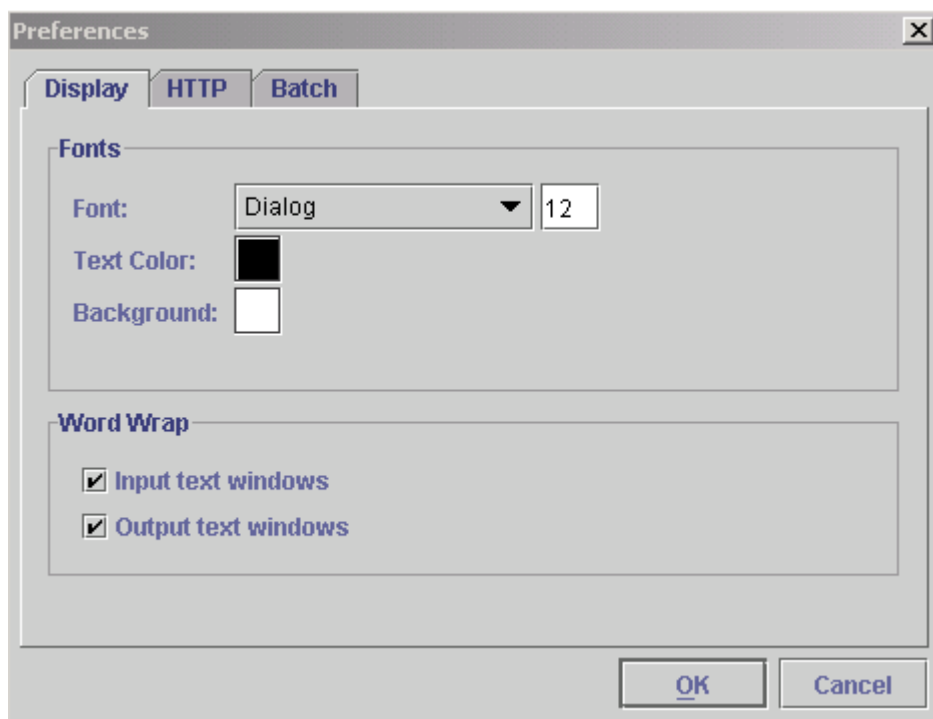 Preferences
Display HTTP Batch
Fonts
Font: Dialog 12
Text Color:
Background:
Word Wrap
Input text windows
Output text windows
OK Cancel